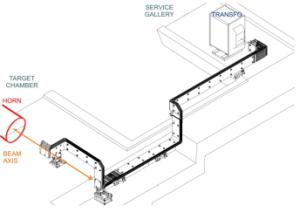 SERVICE
GALLERY
TRANSFO
TARGET
CHAMBER
HORN
BEAM
AXIS